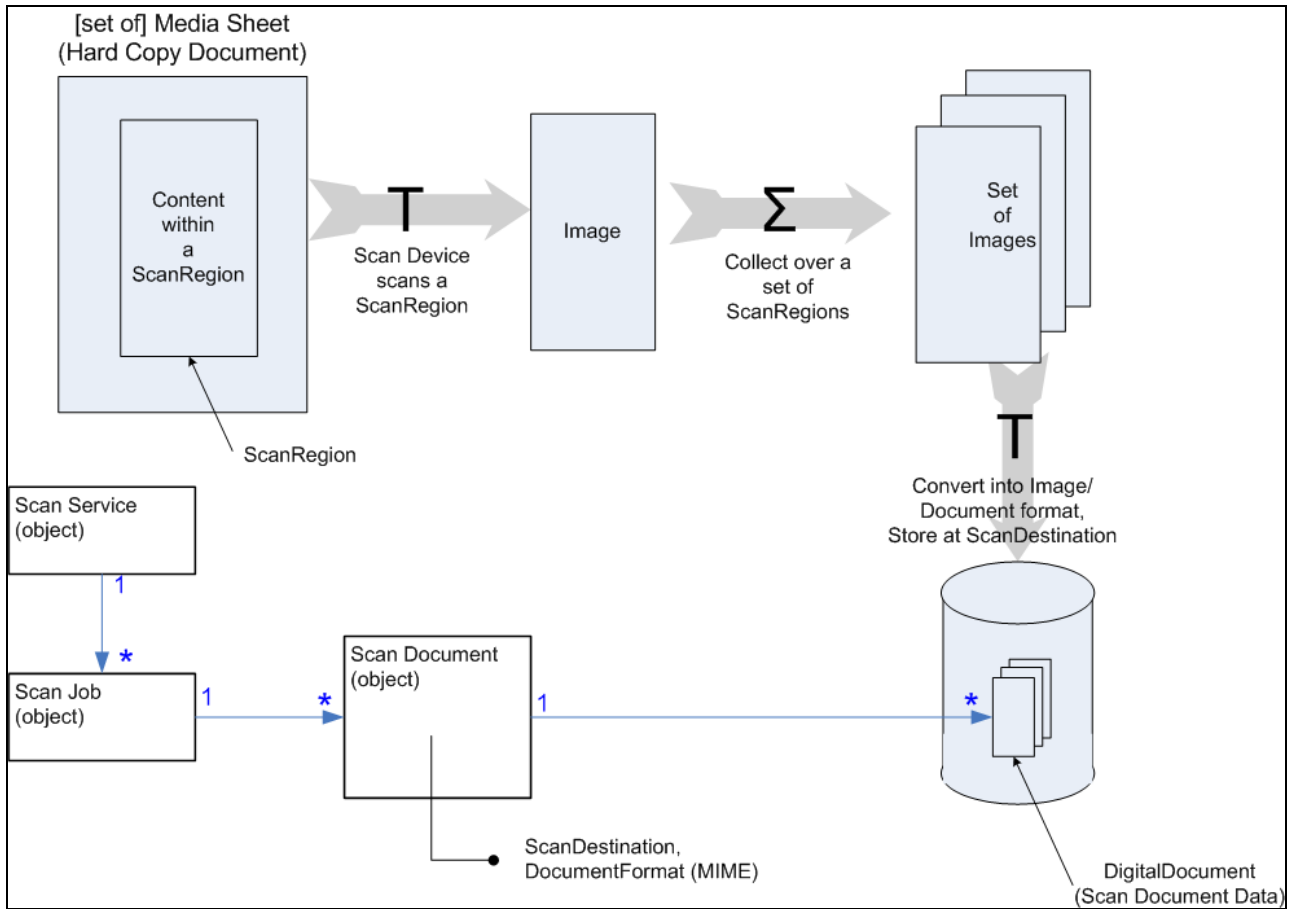 [set of] Media Sheet
(Hard Copy Document)
Content
within
a
ScanRegion
T
Scan Device
scans a
ScanRegion
Image
Σ
Collect over a
set of
ScanRegions
Set
of
Images
ScanRegion
T
Convert into Image/
Document format,
Store at ScanDestination
Scan Service
(object)
1
*
Scan Job
(object)
1
*
Scan Document
(object)
1
*
ScanDestination,
DocumentFormat (MIME)
DigitalDocument
(Scan Document Data)